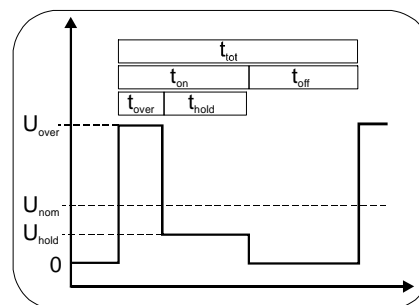 t_tot
t_on t_off
t_over t_hold
U_over
U_nom
U_hold
0